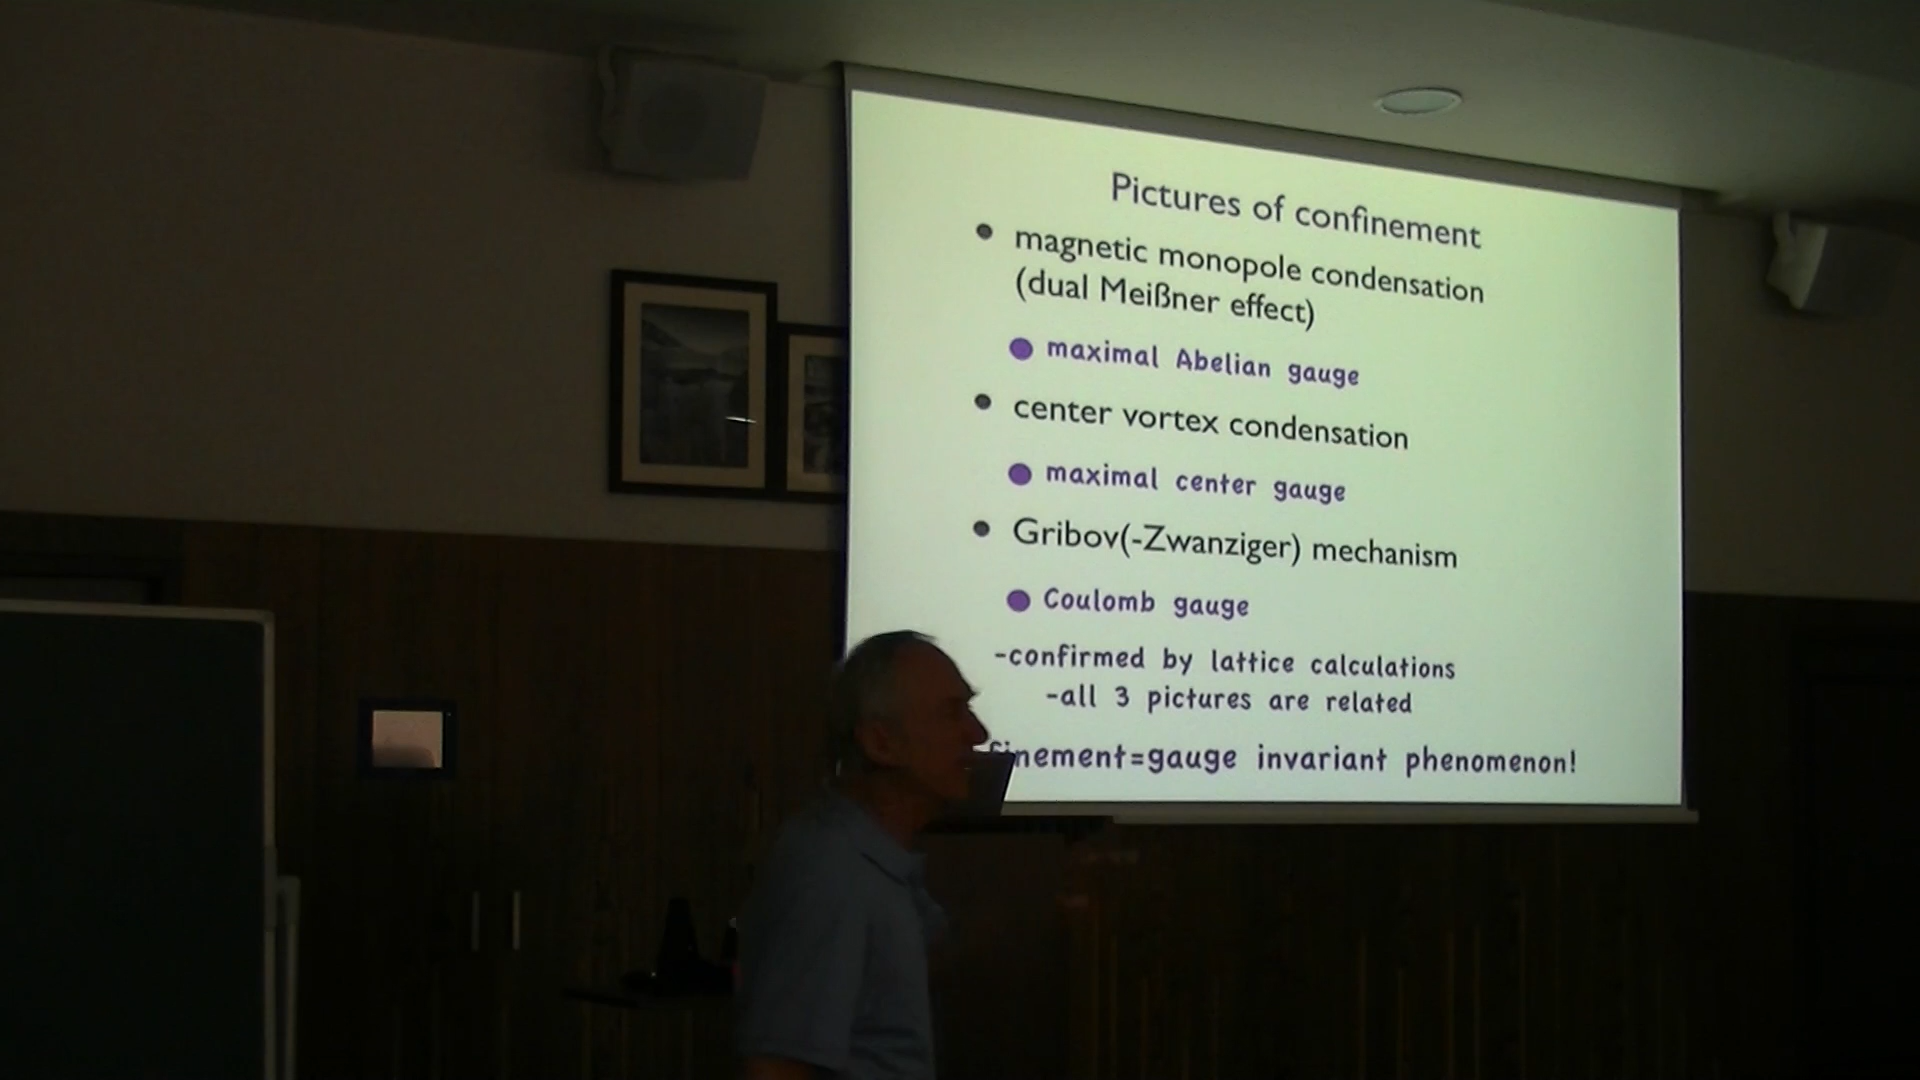 Pictures of confinement
• magnetic monopole condensation
(dual Meißner effect)
• maximal Abelian gauge
• center vortex condensation
• maximal center gauge
• Gribov(-Zwanziger) mechanism
• Coulomb gauge
-confirmed by lattice calculations
-all 3 pictures are related
finement=gauge invariant phenomenon!